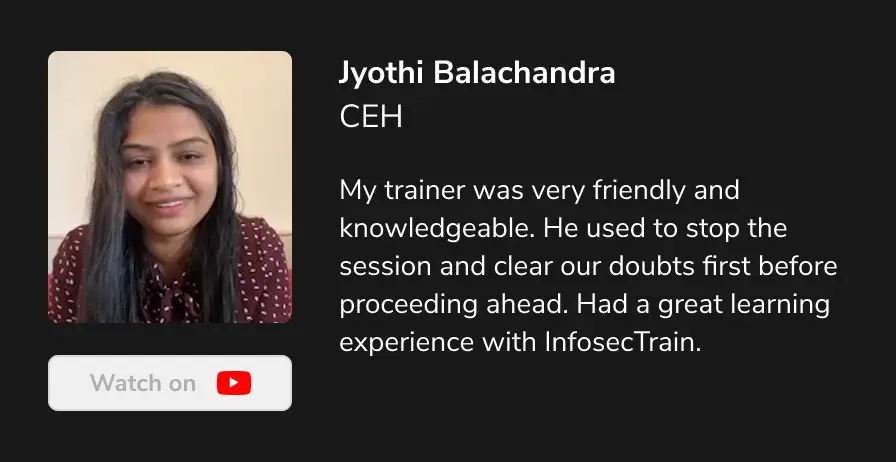 Jyothi Balachandra
CEH
My trainer was very friendly and
knowledgeable. He used to stop the
session and clear our doubts first before
proceeding ahead. Had a great learning
experience with InfosecTrain.
Watch on